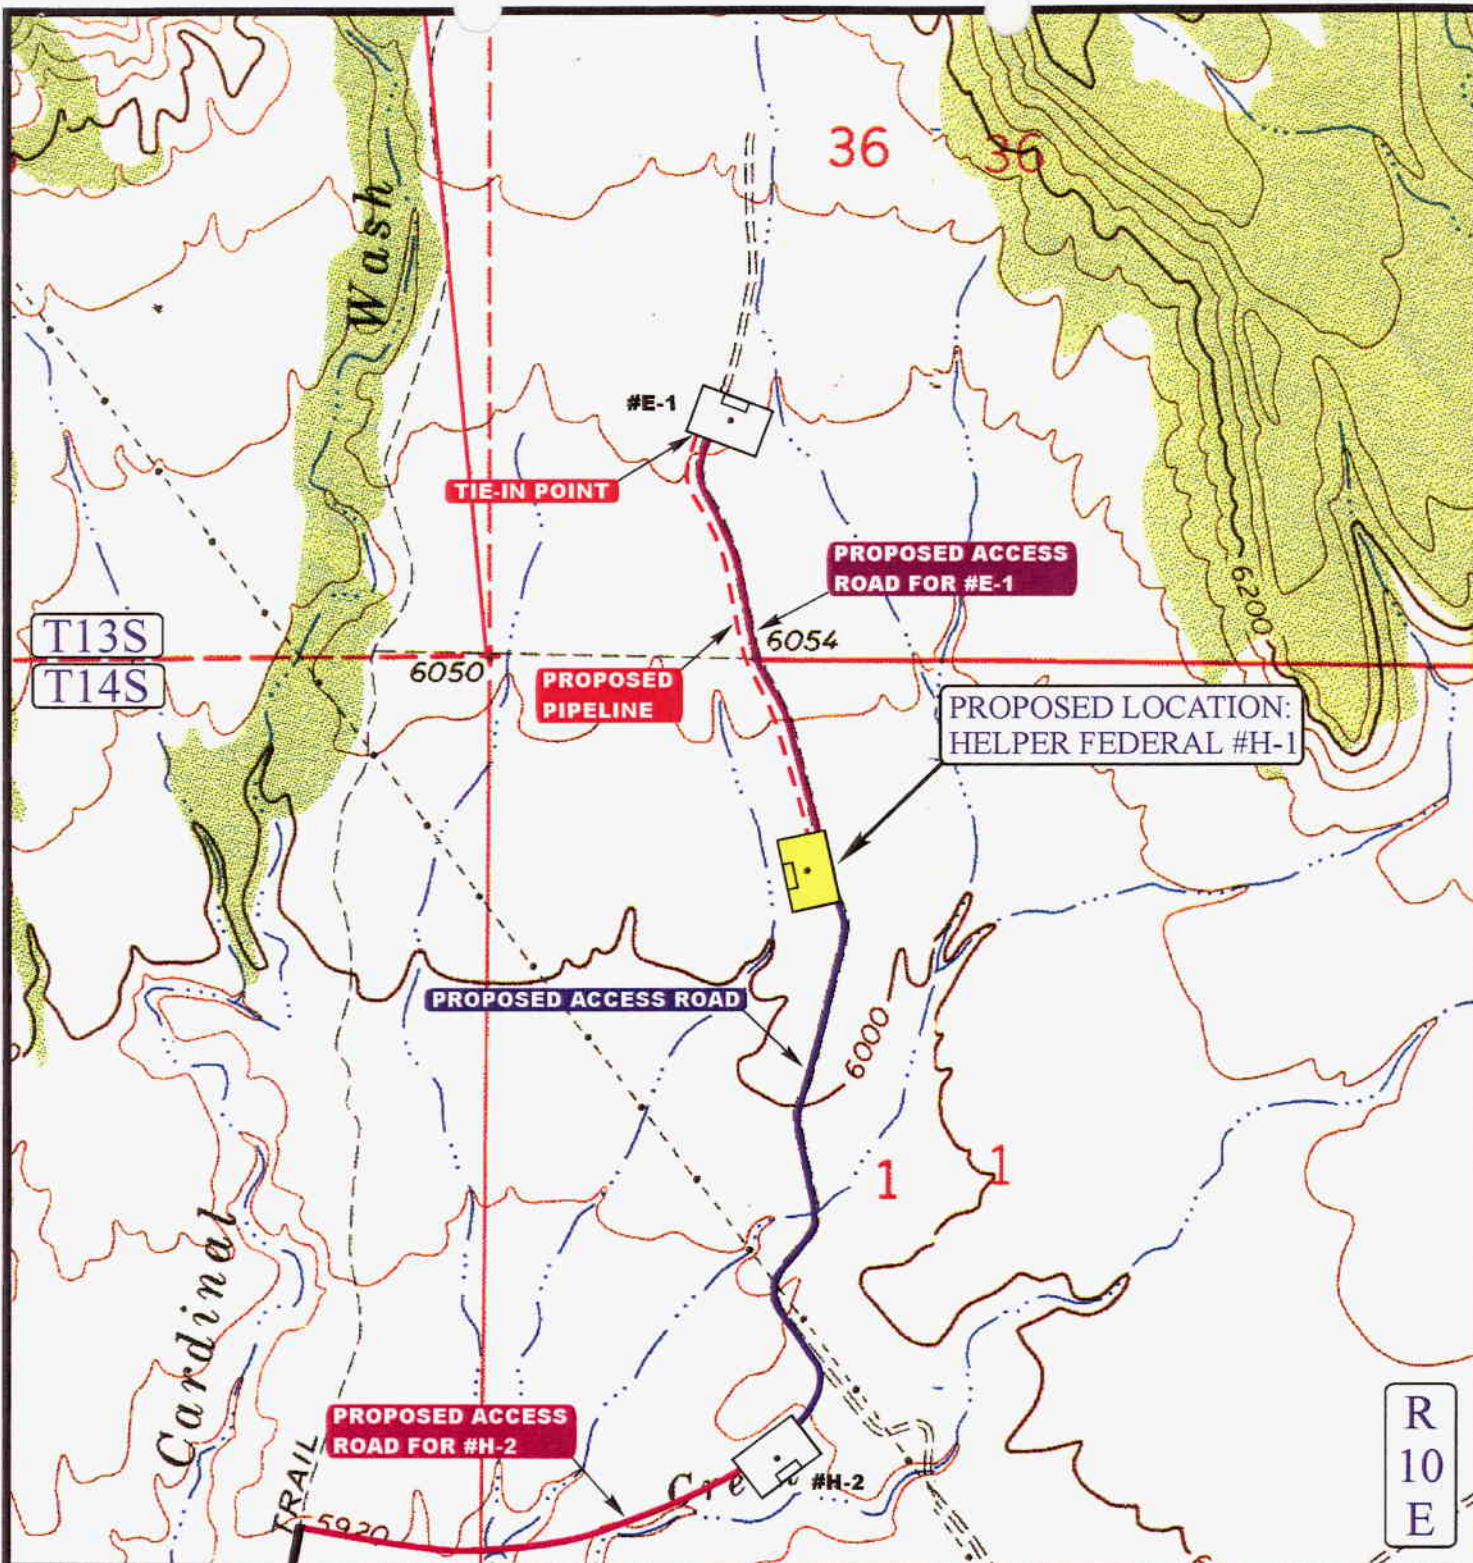 36
36
Wash
#E-1
TIE-IN POINT
PROPOSED ACCESS
ROAD FOR #E-1
6200
T13S
6054
6050
T14S
PROPOSED
PIPELINE
PROPOSED LOCATION:
HELPER FEDERAL #H-1
PROPOSED ACCESS ROAD
6000
1
1
Cardinal
PROPOSED ACCESS
ROAD FOR #H-2
TRAIL
#H-2
5920
R
10
E